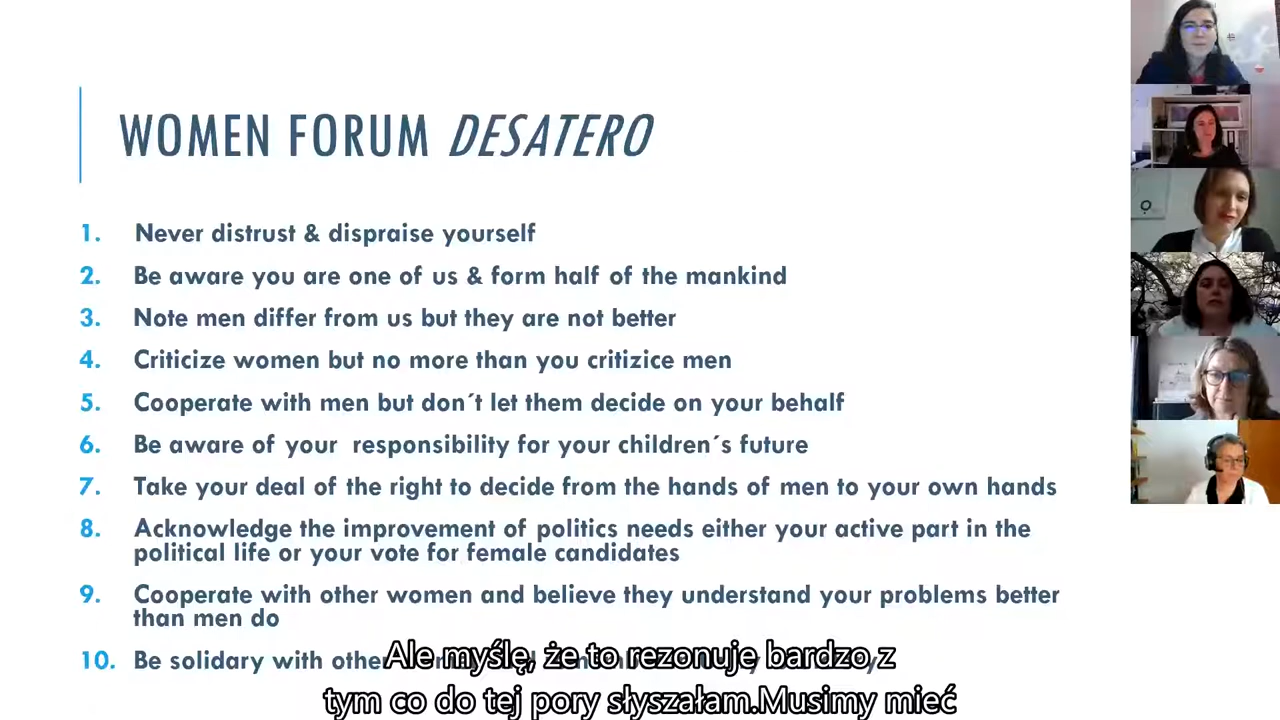 WOMEN FORUM DESATERO
1. Never distrust & dispraise yourself
2. Be aware you are one of us & form half of the mankind
3. Note men differ from us but they are not better
4. Criticize women but no more than you critizice men
5. Cooperate with men but don´t let them decide on your behalf
6. Be aware of your responsibility for your children´s future
7. Take your deal of the right to decide from the hands of men to your own hands
8. Acknowledge the improvement of politics needs either your active part in the
political life or your vote for female candidates
9. Cooperate with other women and believe they understand your problems better
than men do
10. Be solidary with other
Ale myślę, że to rezonuję bardzo z
tym co do tej pory słyszałam.Musimy mieć